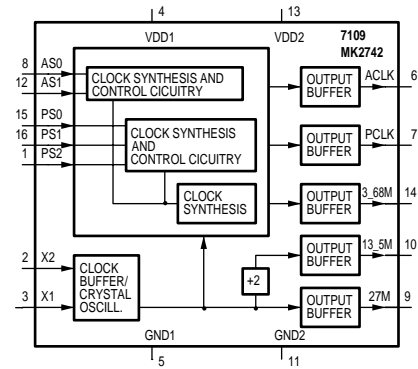 4 13
VDD1 VDD2 7109
MK2742
8 AS0
12 AS1
CLOCK SYNTHESIS AND
CONTROL CICUITRY
OUTPUT
BUFFER
ACLK 6
15 PS0
16 PS1
1 PS2
CLOCK SYNTHESIS
AND
CONTROL CICUITRY
OUTPUT
BUFFER
PCLK 7
CLOCK
SYNTHESIS
OUTPUT
BUFFER
3_68M 14
OUTPUT
BUFFER
13_5M 10
2 X2
3 X1
CLOCK
BUFFER/
CRYSTAL
OSCILL.
+2
OUTPUT
BUFFER
27M 9
GND1 GND2
5 11